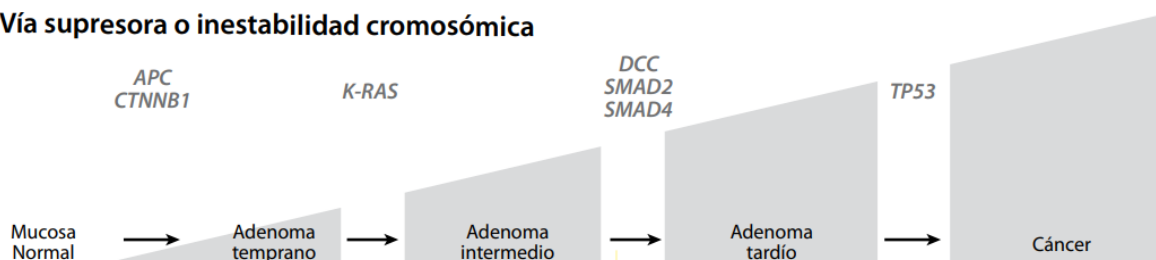 Vía supresora o inestabilidad cromosómica
APC
CTNNB1
K-RAS
DCC
SMAD2
SMAD4
TP53
Mucosa
Normal
Adenoma
temprano
Adenoma
intermedio
Adenoma
tardío
Cáncer